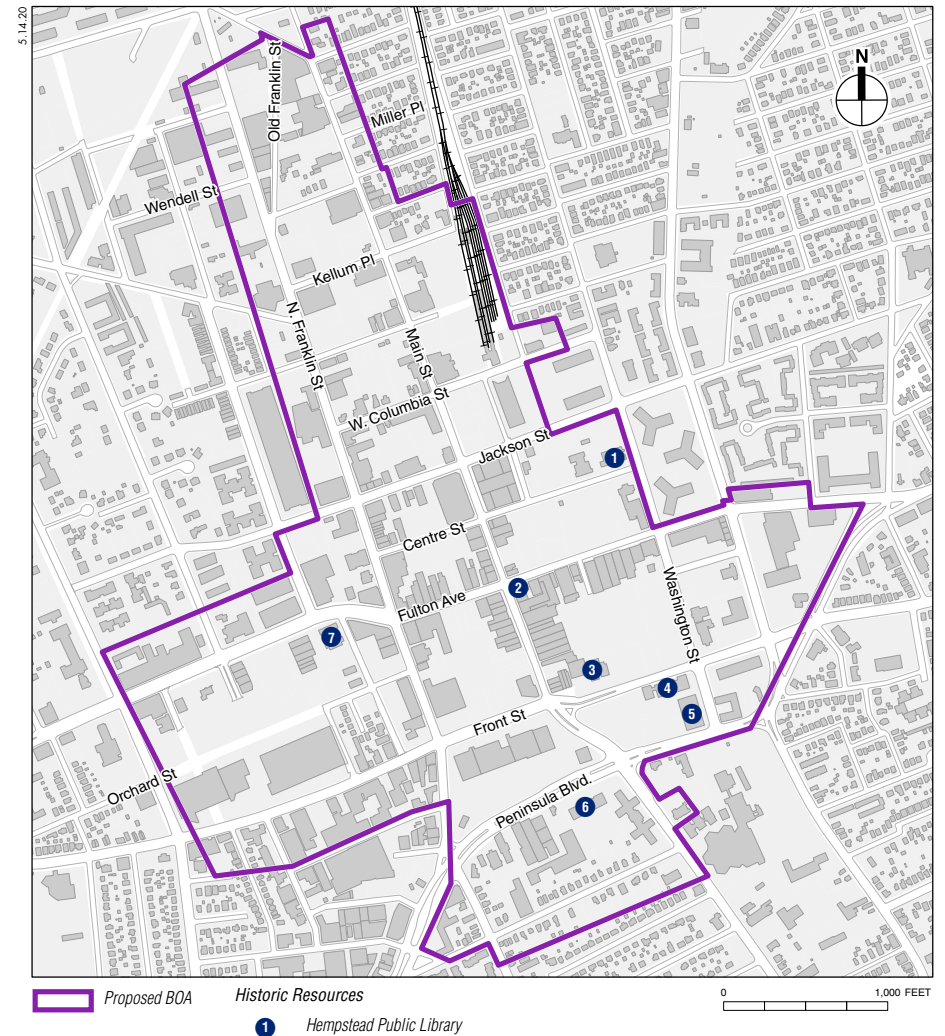 5.14.20
N
Old Franklin St
Miller Pl
Wendell St
Kellum Pl
N. Franklin St
Main St
W. Columbia St
Jackson St
1
Centre St
2
Fulton Ave
Washington St
7
3
4
5
Front St
Orchard St
Peninsula Blvd.
6
Proposed BOA
Historic Resources
0 1,000 FEET
1 Hempstead Public Library